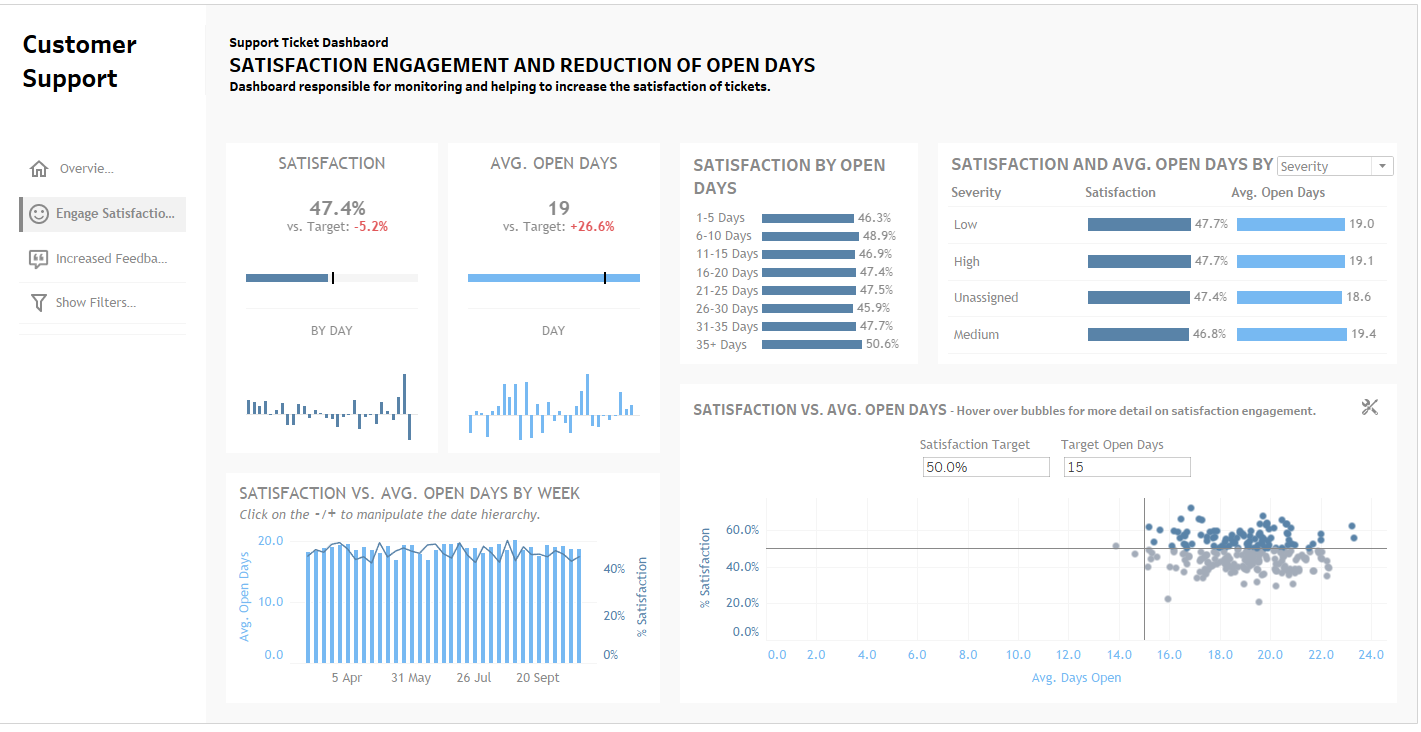 Customer
Support
Overvie...
Engage Satisfactio...
Increased Feedba...
Show Filters...
Support Ticket Dashbaord
SATISFACTION ENGAGEMENT AND REDUCTION OF OPEN DAYS
Dashboard responsible for monitoring and helping to increase the satisfaction of tickets.
SATISFACTION
47.4%
vs. Target: -5.2%
BY DAY
AVG. OPEN DAYS
19
vs. Target: +26.6%
DAY
SATISFACTION BY OPEN
DAYS
1-5 Days 46.3%
6-10 Days 48.9%
11-15 Days 46.9%
16-20 Days 47.4%
21-25 Days 47.5%
26-30 Days 45.9%
31-35 Days 47.7%
35+ Days 50.6%
SATISFACTION AND AVG. OPEN DAYS BY Severity
Severity Satisfaction Avg. Open Days
Low 47.7% 19.0
High 47.7% 19.1
Unassigned 47.4% 18.6
Medium 46.8% 19.4
SATISFACTION VS. AVG. OPEN DAYS BY WEEK
Click on the -/+ to manipulate the date hierarchy.
Avg. Open Days
20.0
10.0
0.0
40%
20%
0%
% Satisfaction
5 Apr 31 May 26 Jul 20 Sept
SATISFACTION VS. AVG. OPEN DAYS - Hover over bubbles for more detail on satisfaction engagement.
Satisfaction Target Target Open Days
50.0% 15
% Satisfaction
60.0%
40.0%
20.0%
0.0%
0.0 2.0 4.0 6.0 8.0 10.0 12.0 14.0 16.0 18.0 20.0 22.0 24.0
Avg. Days Open